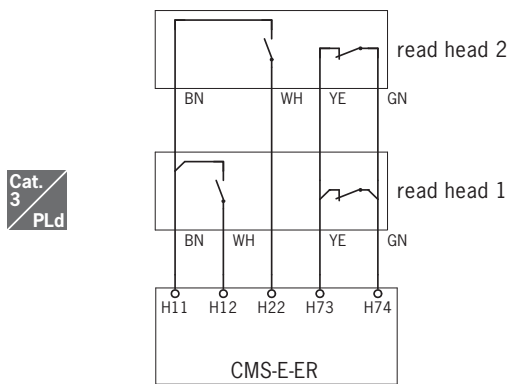 read head 2
BN WH YE GN
Cat.
3
PLd
read head 1
BN WH YE GN
H11 H12 H22 H73 H74
CMS-E-ER